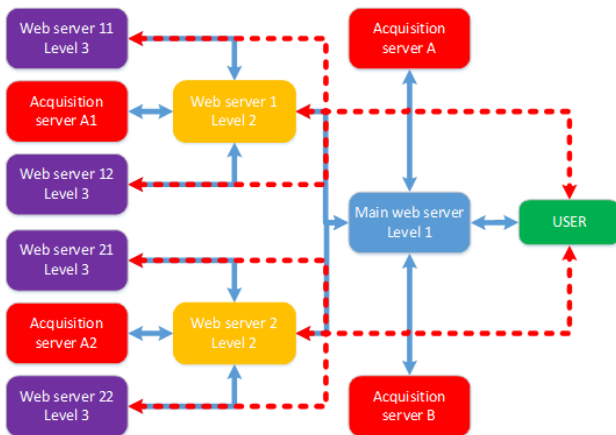 Web server 11
Level 3
Acquisition
server A
Acquisition
server A1
Web server 1
Level 2
Web server 12
Level 3
Main web server
Level 1
USER
Web server 21
Level 3
Acquisition
server A2
Web server 2
Level 2
Web server 22
Level 3
Acquisition
server B